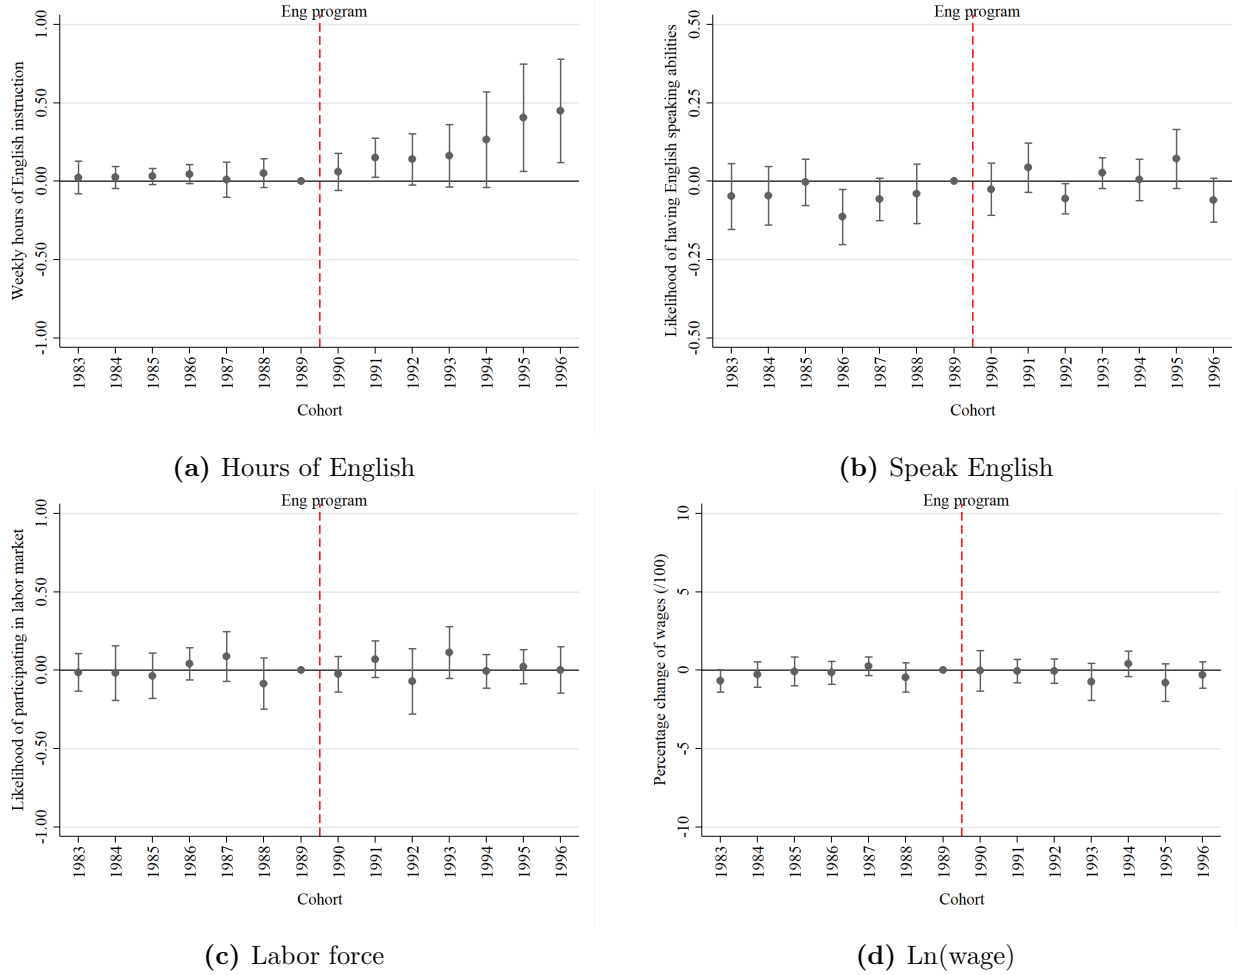 Eng program
Weekly hours of English instruction
1.00
0.50
0.00
-0.50
-1.00
1983 1984 1985 1986 1987 1988 1989 1990 1991 1992 1993 1994 1995 1996
Cohort
(a) Hours of English
Eng program
Likelihood of having English speaking abilities
0.50
0.25
0.00
-0.25
-0.50
1983 1984 1985 1986 1987 1988 1989 1990 1991 1992 1993 1994 1995 1996
Cohort
(b) Speak English
Eng program
Likelihood of participating in labor market
1.00
0.50
0.00
-0.50
-1.00
1983 1984 1985 1986 1987 1988 1989 1990 1991 1992 1993 1994 1995 1996
Cohort
(c) Labor force
Eng program
Percentage change of wages (/100)
10
5
0
-5
-10
1983 1984 1985 1986 1987 1988 1989 1990 1991 1992 1993 1994 1995 1996
Cohort
(d) Ln(wage)